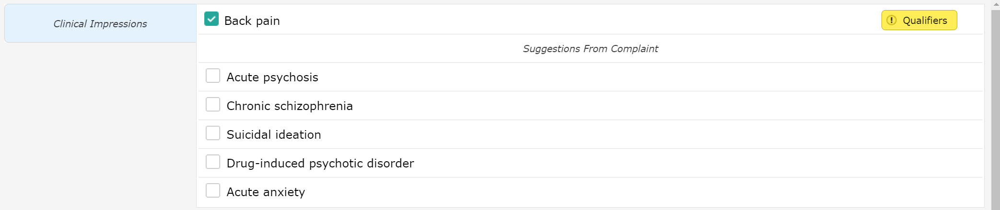 Clinical Impressions
Back pain
Qualifiers
Suggestions From Complaint
Acute psychosis
Chronic schizophrenia
Suicidal ideation
Drug-induced psychotic disorder
Acute anxiety